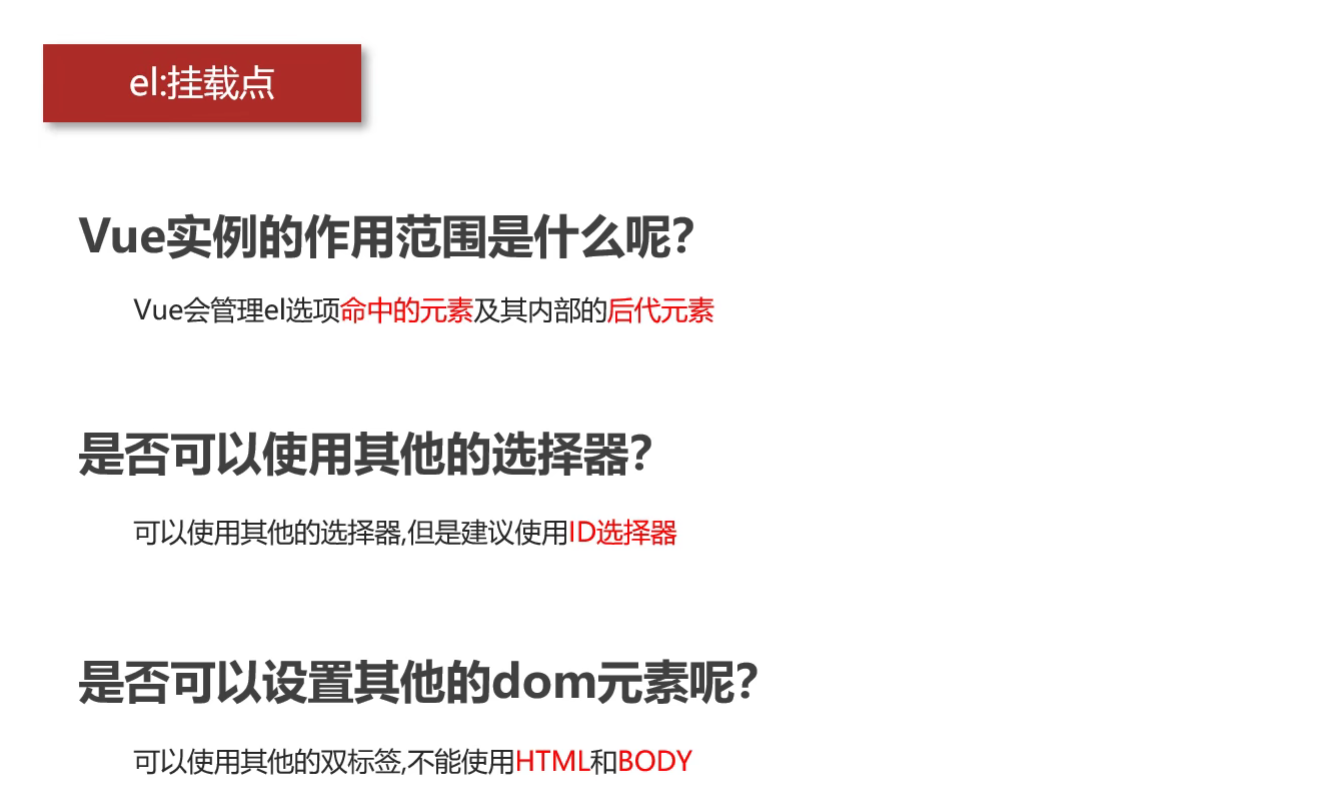 el:挂载点
Vue实例的作用范围是什么呢?
Vue会管理el选项命中的元素及其内部的后代元素
是否可以使用其他的选择器?
可以使用其他的选择器,但是建议使用ID选择器
是否可以设置其他的dom元素呢?
可以使用其他的双标签,不能使用HTML和BODY